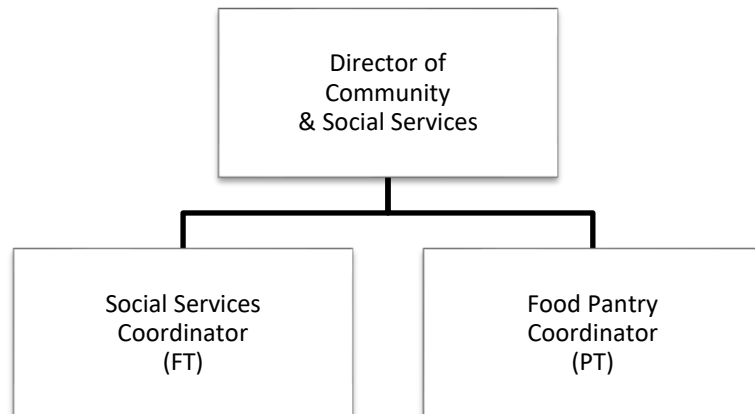 Director of
Community
& Social Services
Social Services
Coordinator
(FT)
Food Pantry
Coordinator
(PT)